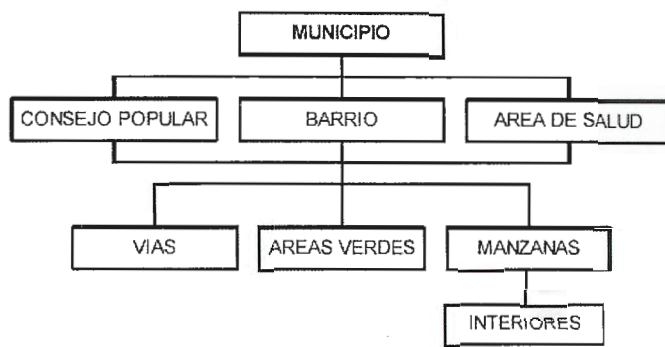 MUNICIPIO
CONSEJO POPULAR
BARRIO
AREA DE SALUD
VIAS
AREAS VERDES
MANZANAS
INTERIORES